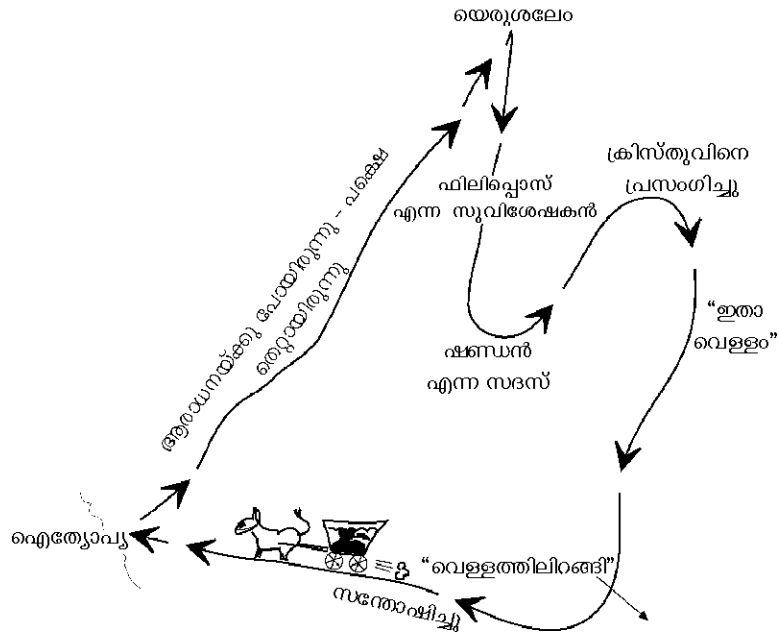 യെരുശലേം
ആരാധനയ്ക്കു പോയിരുന്നു - പക്ഷെ
തെറ്റായിരുന്നു
ഫിലിപ്പൊസ്
എന്ന സുവിശേഷകൻ
ക്രിസ്തുവിനെ
പ്രസംഗിച്ചു
ഷണ്ഡൻ
എന്ന സദസ്
“ഇതാ
വെള്ളം”
ഐത്യോപ്യ
“വെള്ളത്തിലിറങ്ങി”
സന്തോഷിച്ചു